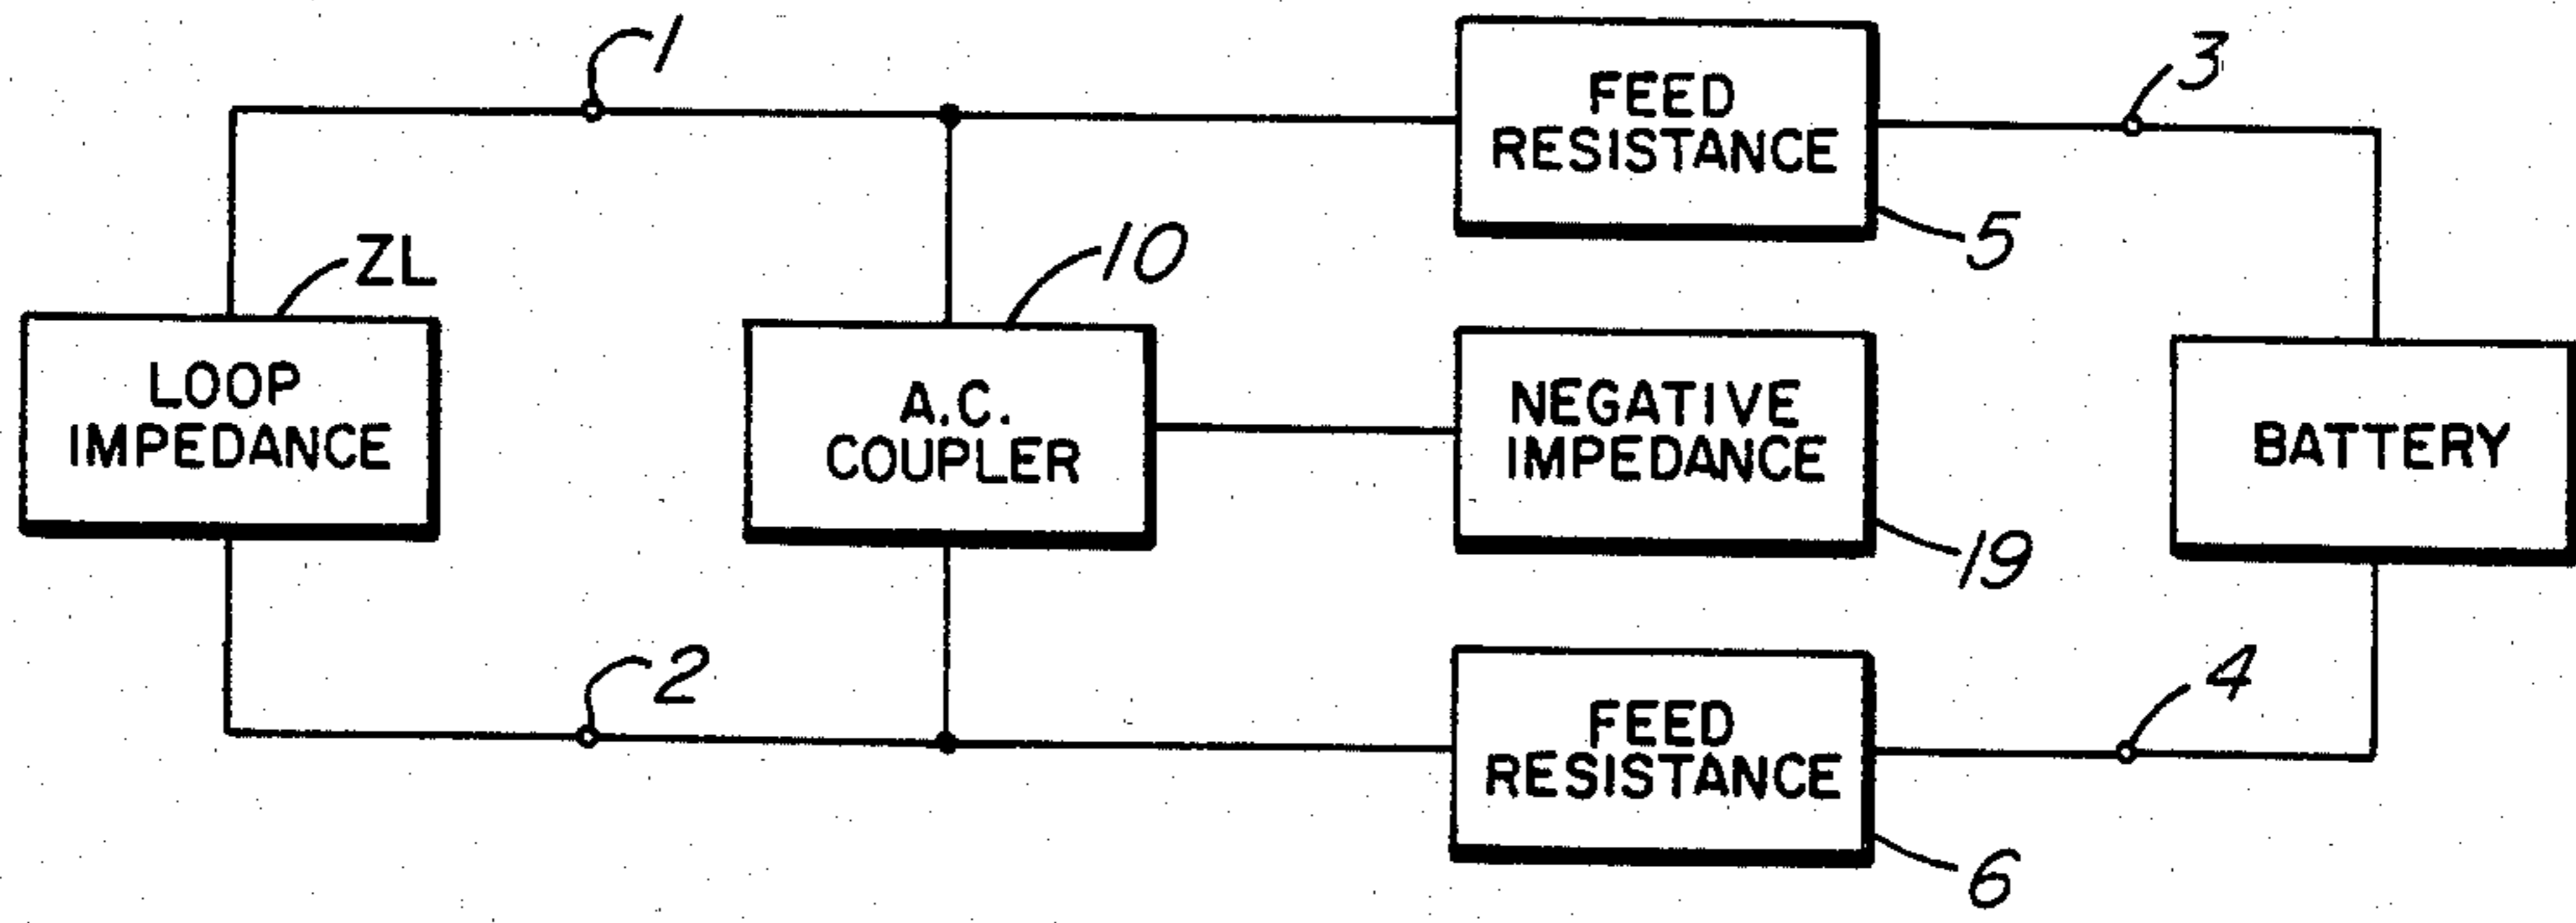 1
3
FEED
RESISTANCE
5
ZL
10
LOOP
IMPEDANCE
A.C.
COUPLER
NEGATIVE
IMPEDANCE
19
BATTERY
2
4
FEED
RESISTANCE
6